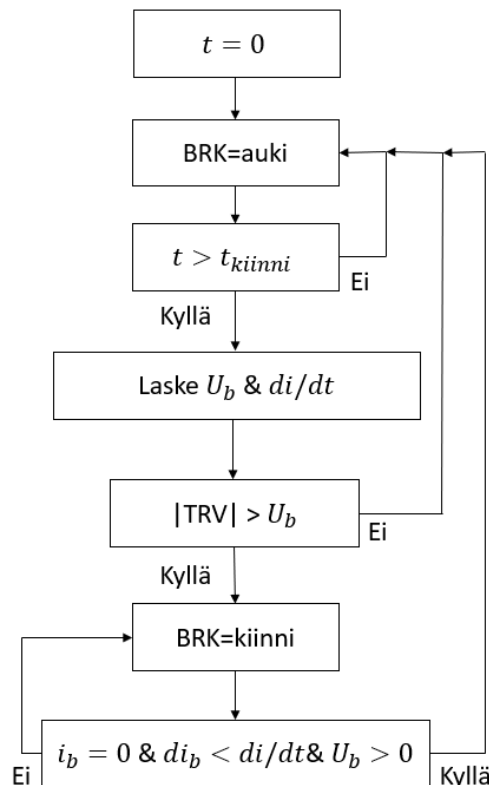 t = 0
BRK=auki
t > t_kiinni
Ei
Kyllä
Laske U_b & di/dt
|TRV| > U_b
Ei
Kyllä
BRK=kiinni
i_b = 0 & di_b < di/dt& U_b > 0
Ei
Kyllä